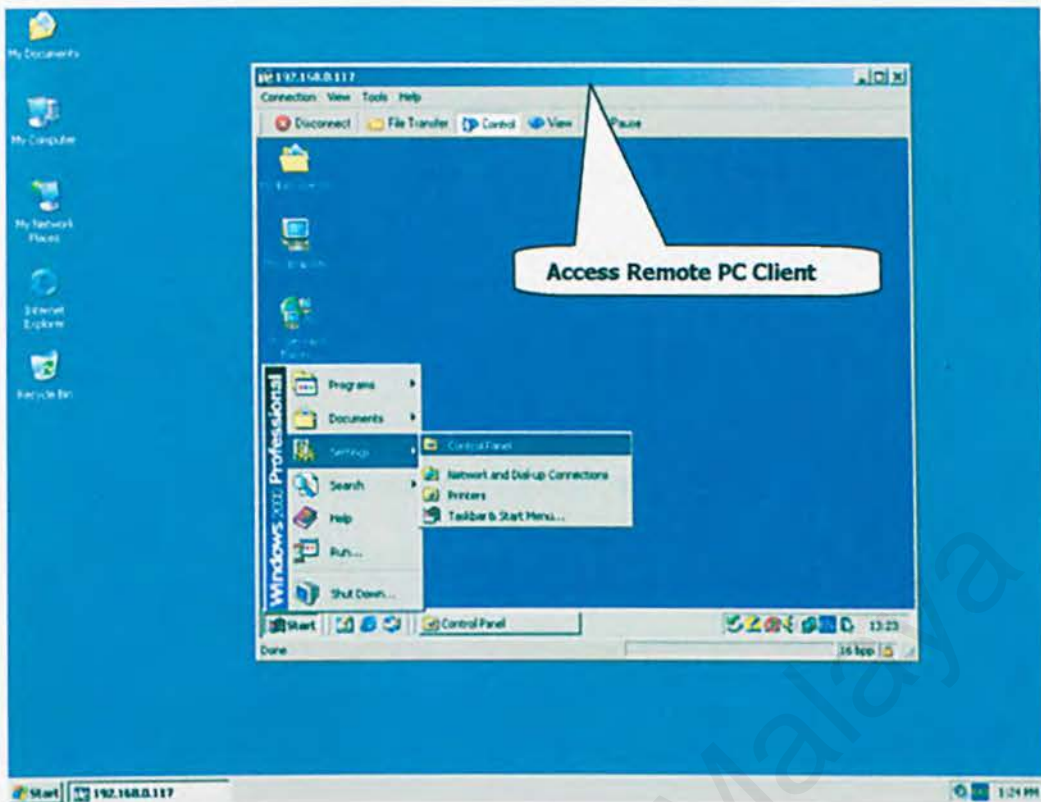 My Documents
My Computer
My Network
Places
Internet
Explorer
Recycle Bin
192.168.0.117
Connection View Tools Help
Disconnect File Transfer Control View Pause
Access Remote PC Client
Windows 2000 Professional
Programs
Documents
Settings
Search
Help
Run...
Shut Down...
Control Panel
Network and Dial-up Connections
Printers
Taskbar & Start Menu...
Start Control Panel 13:23
Done 16 bpp
Start 192.168.0.117 1:24 PM
Malaya